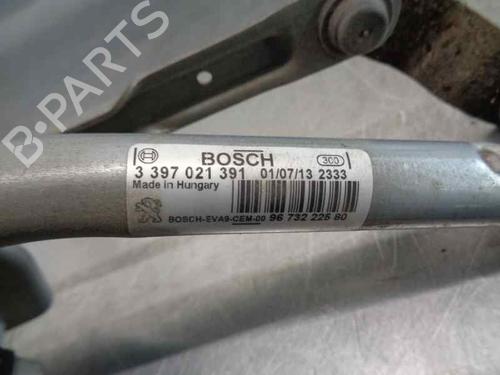 BOSCH
300
3 397 021 391 01/07/13 2333
Made in Hungary
BOSCH-EVA9-CEM-00 96 732 225 80
B-PARTS